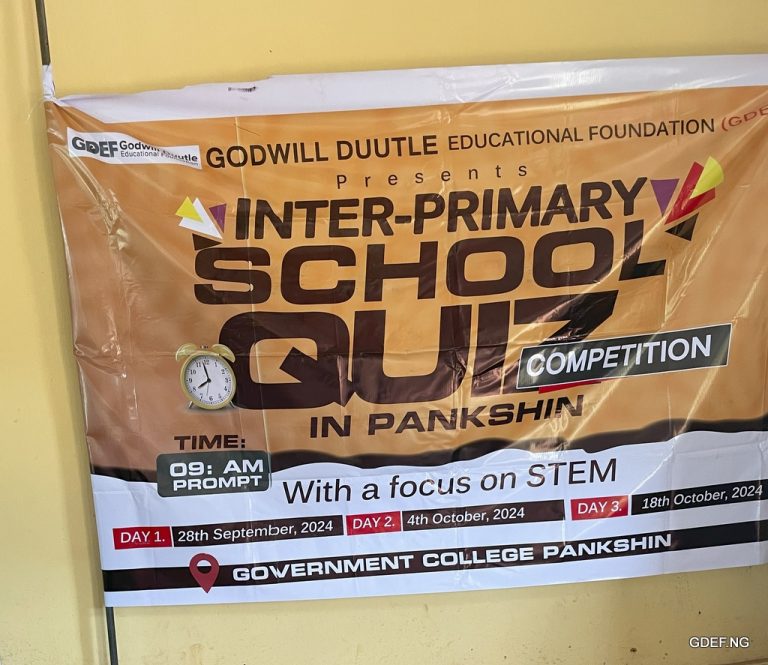 GDEF Godwill Duutle
Educational Foundation
GODWILL DUUTLE EDUCATIONAL FOUNDATION (GDE
Presents
INTER-PRIMARY
SCHOOL
QUIZ
COMPETITION
IN PANKSHIN
TIME:
09: AM
PROMPT
With a focus on STEM
DAY 1. 28th September, 2024 DAY 2. 4th October, 2024 DAY 3. 18th October, 2024
GOVERNMENT COLLEGE PANKSHIN
GDEF.NG